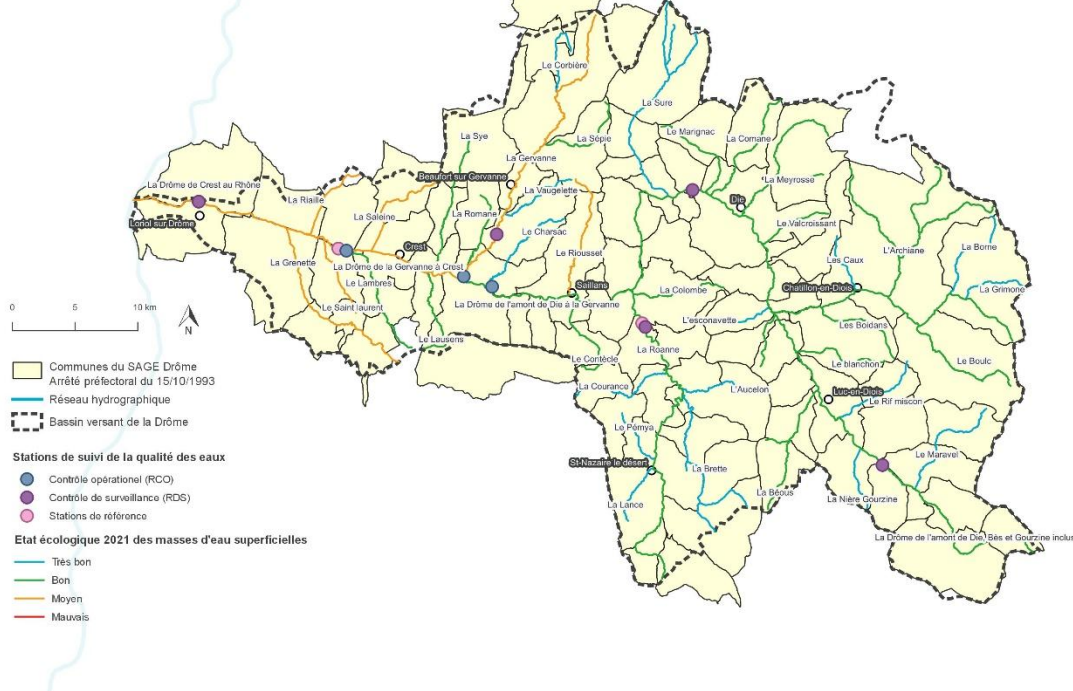 Le Corbière
La Sure
La Sye
La Sépie
Le Marignac
La Comane
La Gervanne
Beaufort sur Gervanne
La Meyrosse
La Drôme de Crest au Rhône
La Vaugelette
Die
La Riaille
La Saleine
La Romane
Loriol sur Drôme
Le Charsac
Le Valcroissant
Crest
L'Archiane
La Borne
La Grenette
La Drôme de la Gervanne à Crest
Le Riousset
Les Caux
Le Lambres
Saillans
La Colombe
Chatillon-en-Diois
La Grimone
Le Saint laurent
La Drôme de l'amont de Die à la Gervanne
L'esconavette
Les Boidans
Le Lausens
La Roanne
Le Contècle
Le blanchon
Le Boulc
La Courance
L'Aucelon
Luc-en-Diois
Le Rif miscon
Le Pémya
St-Nazaire le désert
La Brette
Le Maravel
La Béous
La Nière Gourzine
La Lance
La Drôme de l'amont de Die, Bès et Gourzine inclus
0 5 10 km
N
Communes du SAGE Drôme
Arrêté préfectoral du 15/10/1993
Réseau hydrographique
Bassin versant de la Drôme
Stations de suivi de la qualité des eaux
Contrôle opérationel (RCO)
Contrôle de surveillance (RDS)
Stations de référence
Etat écologique 2021 des masses d'eau superficielles
Très bon
Bon
Moyen
Mauvais